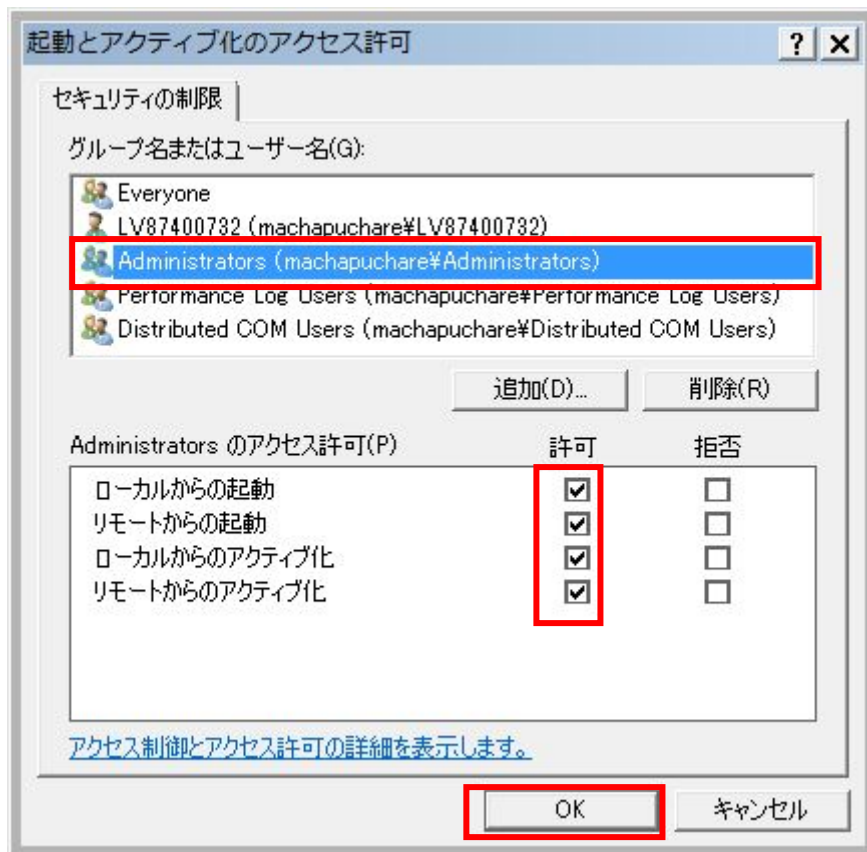 起動とアクティブ化のアクセス許可
セキュリティの制限
グループ名またはユーザー名(G):
Everyone
LV87400732 (machapuchare¥LV87400732)
Administrators (machapuchare¥Administrators)
Performance Log Users (machapuchare¥Performance Log Users)
Distributed COM Users (machapuchare¥Distributed COM Users)
追加(D)... 削除(R)
Administrators のアクセス許可(P) 許可 拒否
ローカルからの起動
リモートからの起動
ローカルからのアクティブ化
リモートからのアクティブ化
アクセス制御とアクセス許可の詳細を表示します。
OK キャンセル